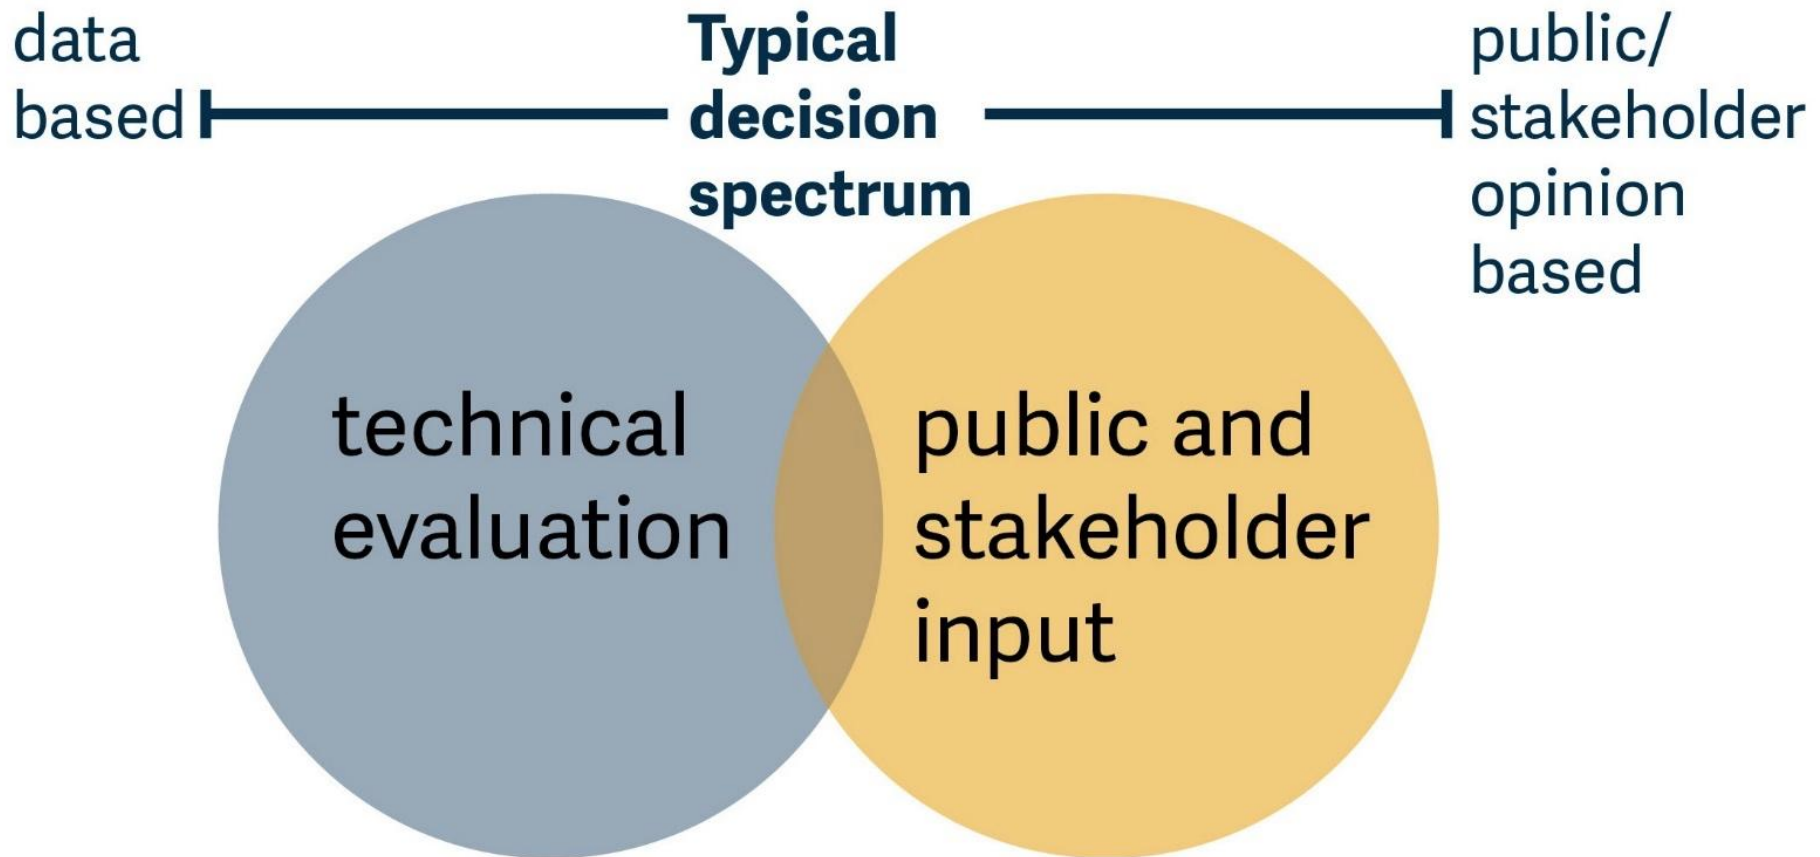 data
based
Typical
decision
spectrum
public/
stakeholder
opinion
based
technical
evaluation
public and
stakeholder
input